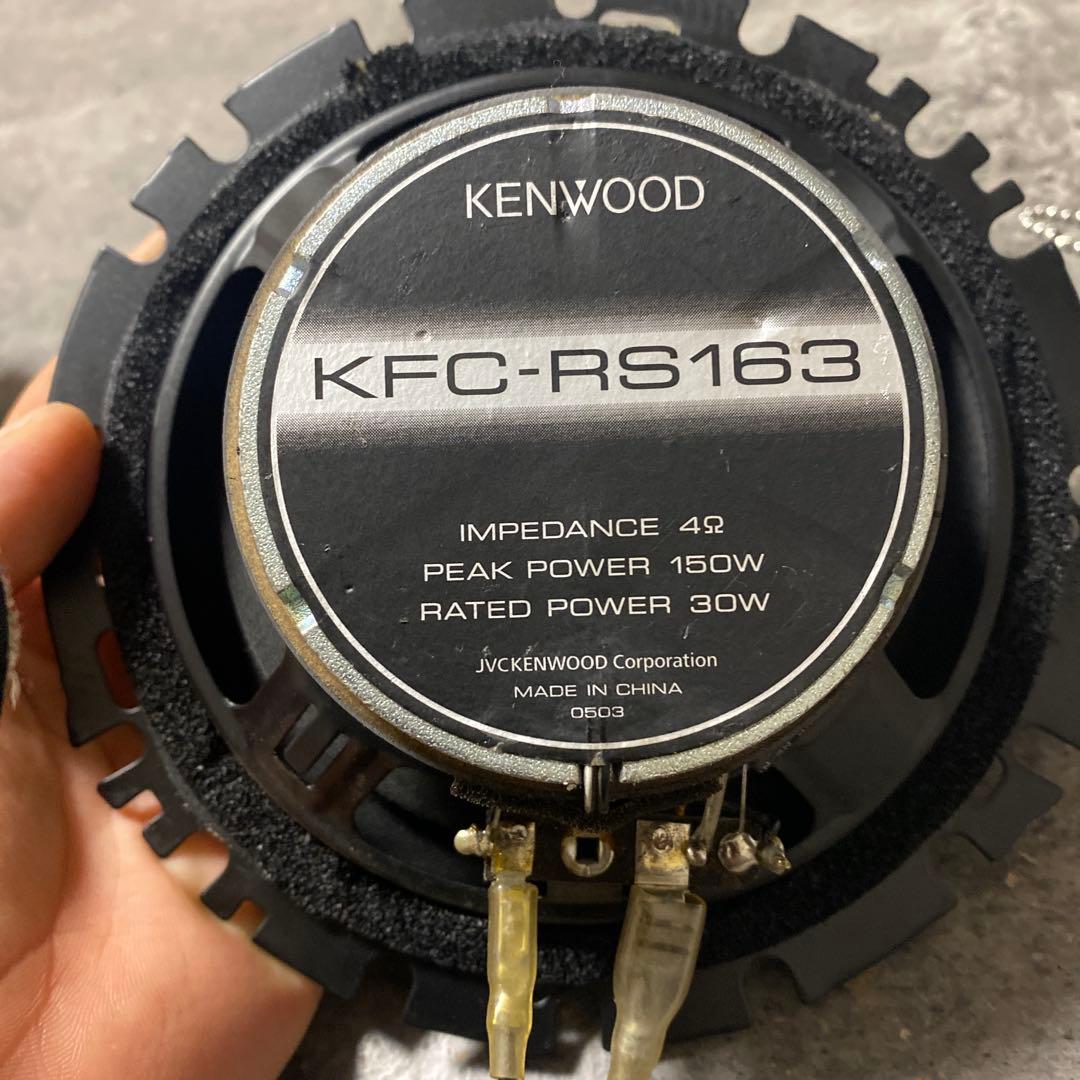 KENWOOD
KFC-RS163
IMPEDANCE 4Ω
PEAK POWER 150W
RATED POWER 30W
JVCKENWOOD Corporation
MADE IN CHINA
0503